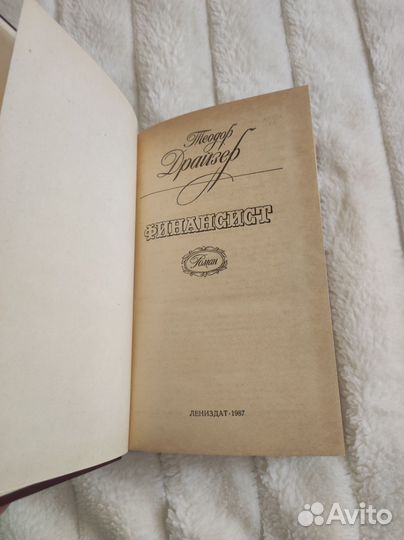 Теодор
Драйзер
ФИНАНСИСТ
Роман
ЛЕНИЗДАТ · 1987
Avito